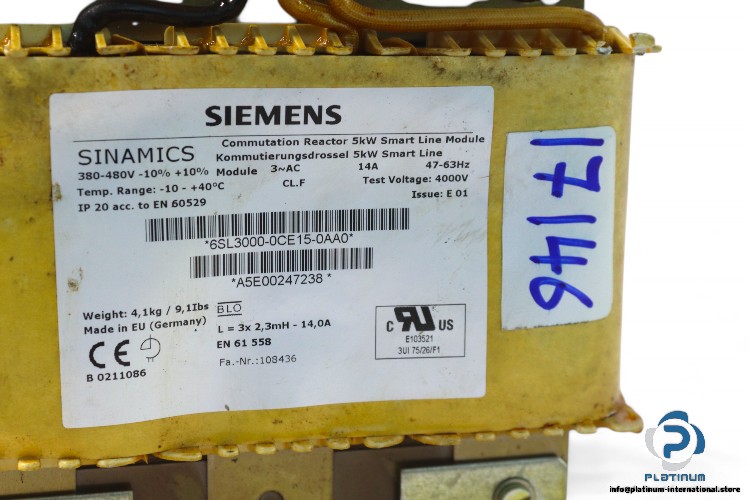 SIEMENS
SINAMICS
Commutation Reactor 5kW Smart Line Module
Kommutierungsdrossel 5kW Smart Line
380-480V -10% +10%
Module 3~AC 14A 47-63Hz
Temp. Range: -10 - +40°C
CL.F Test Voltage: 4000V
IP 20 acc. to EN 60529
Issue: E 01
*6SL3000-0CE15-0AA0*
*A5E00247238 *
Weight: 4,1kg / 9,1lbs
BLO
Made in EU (Germany)
L = 3x 2,3mH - 14,0A
EN 61 558
CE
B 0211086
Fa.-Nr.:108436
C UR US
E103521
3UI 75/26/F1
17146
PLATINUM
info@platinum-international.store